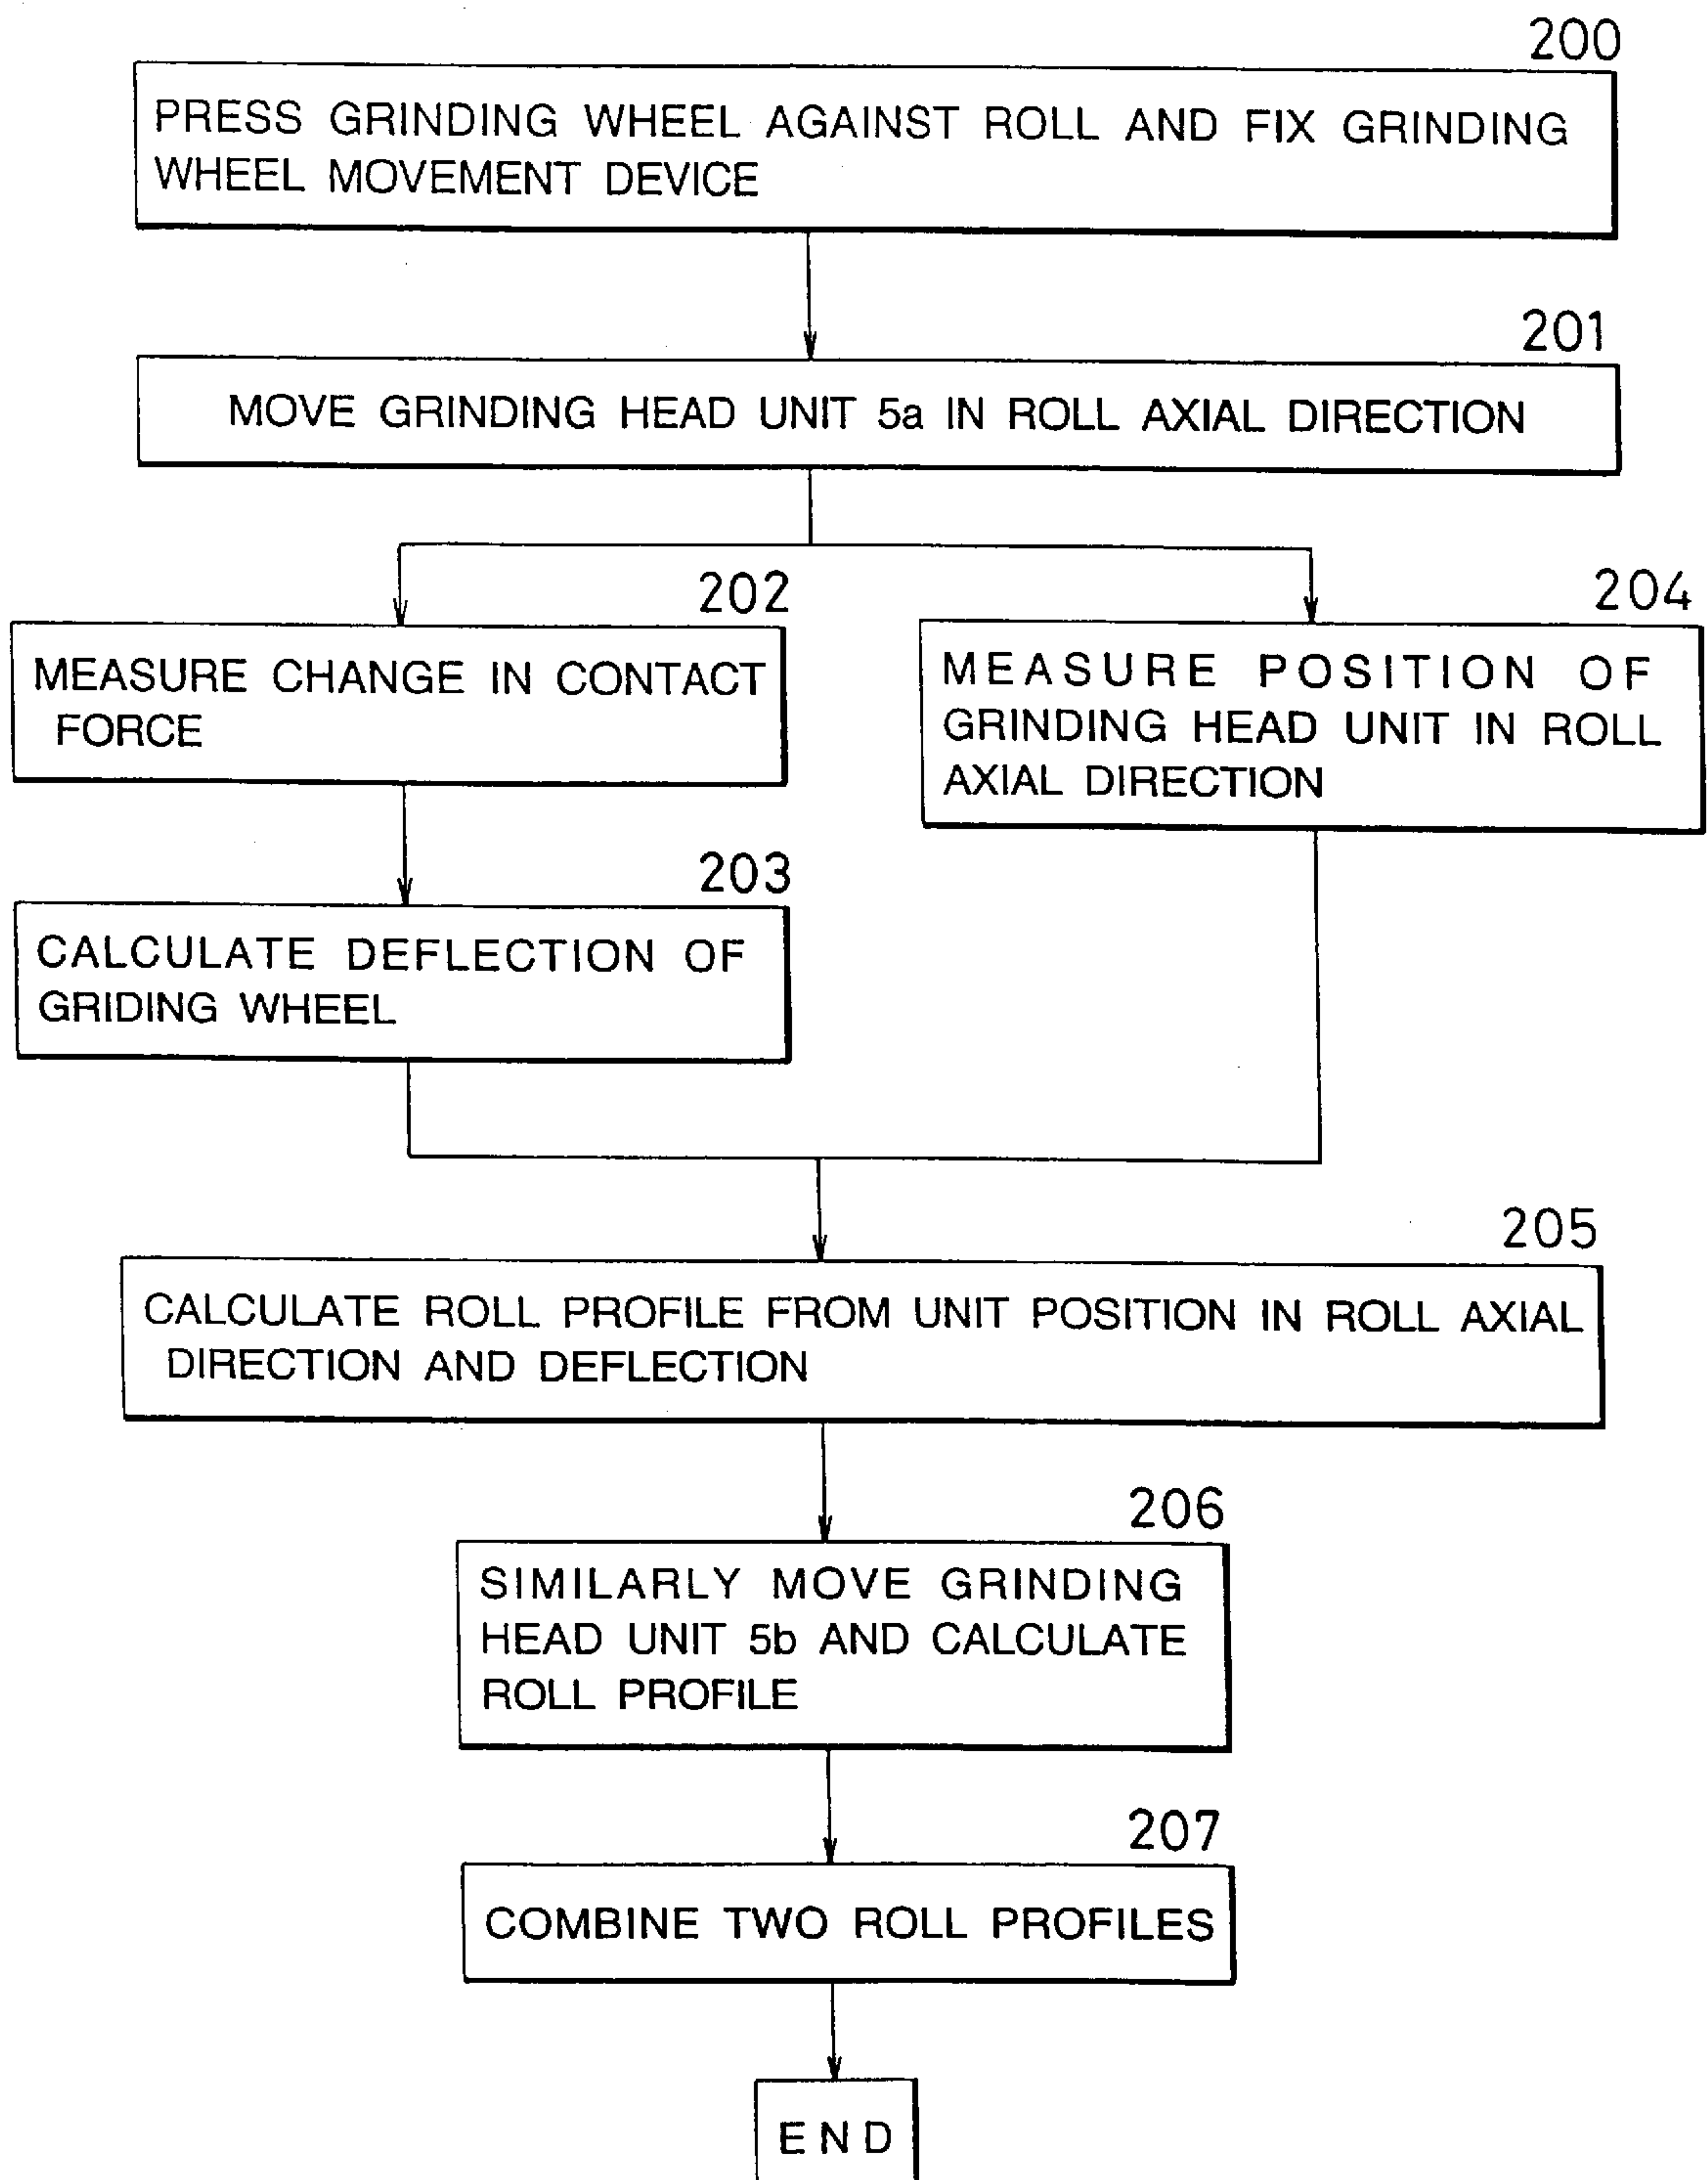 200
PRESS GRINDING WHEEL AGAINST ROLL AND FIX GRINDING
WHEEL MOVEMENT DEVICE
201
MOVE GRINDING HEAD UNIT 5a IN ROLL AXIAL DIRECTION
202
MEASURE CHANGE IN CONTACT
FORCE
204
MEASURE POSITION OF
GRINDING HEAD UNIT IN ROLL
AXIAL DIRECTION
203
CALCULATE DEFLECTION OF
GRIDING WHEEL
205
CALCULATE ROLL PROFILE FROM UNIT POSITION IN ROLL AXIAL
DIRECTION AND DEFLECTION
206
SIMILARLY MOVE GRINDING
HEAD UNIT 5b AND CALCULATE
ROLL PROFILE
207
COMBINE TWO ROLL PROFILES
END